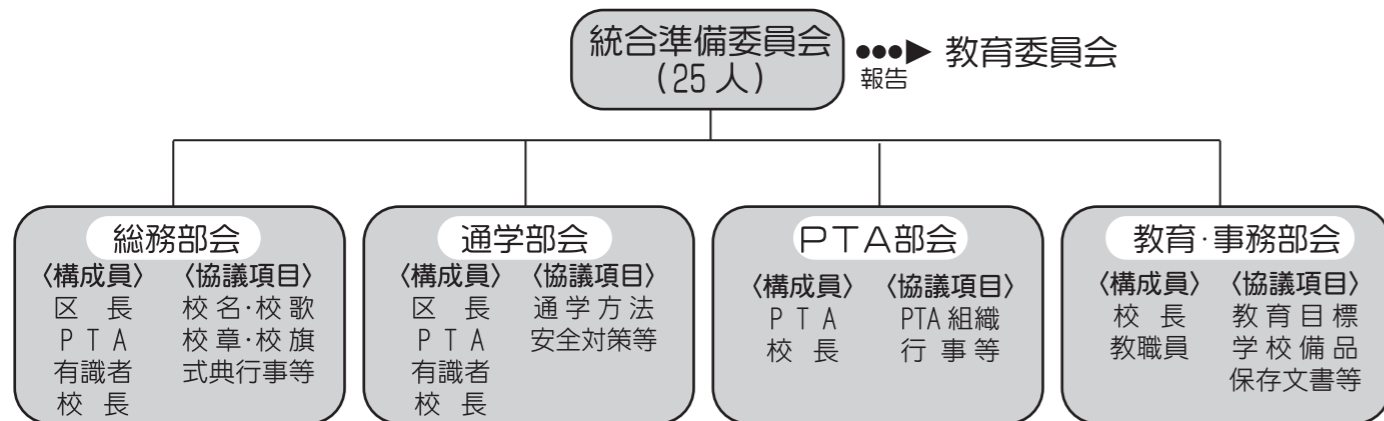 統合準備委員会
(25人)
●●●▶ 教育委員会
報告
総務部会
〈構成員〉 〈協議項目〉
区長 校名・校歌
PTA 校章・校旗
有識者 式典行事等
校長
通学部会
〈構成員〉 〈協議項目〉
区長 通学方法
PTA 安全対策等
有識者
校長
PTA部会
〈構成員〉 〈協議項目〉
PTA PTA組織
校長 行事等
教育・事務部会
〈構成員〉 〈協議項目〉
校長 教育目標
教職員 学校備品
保存文書等